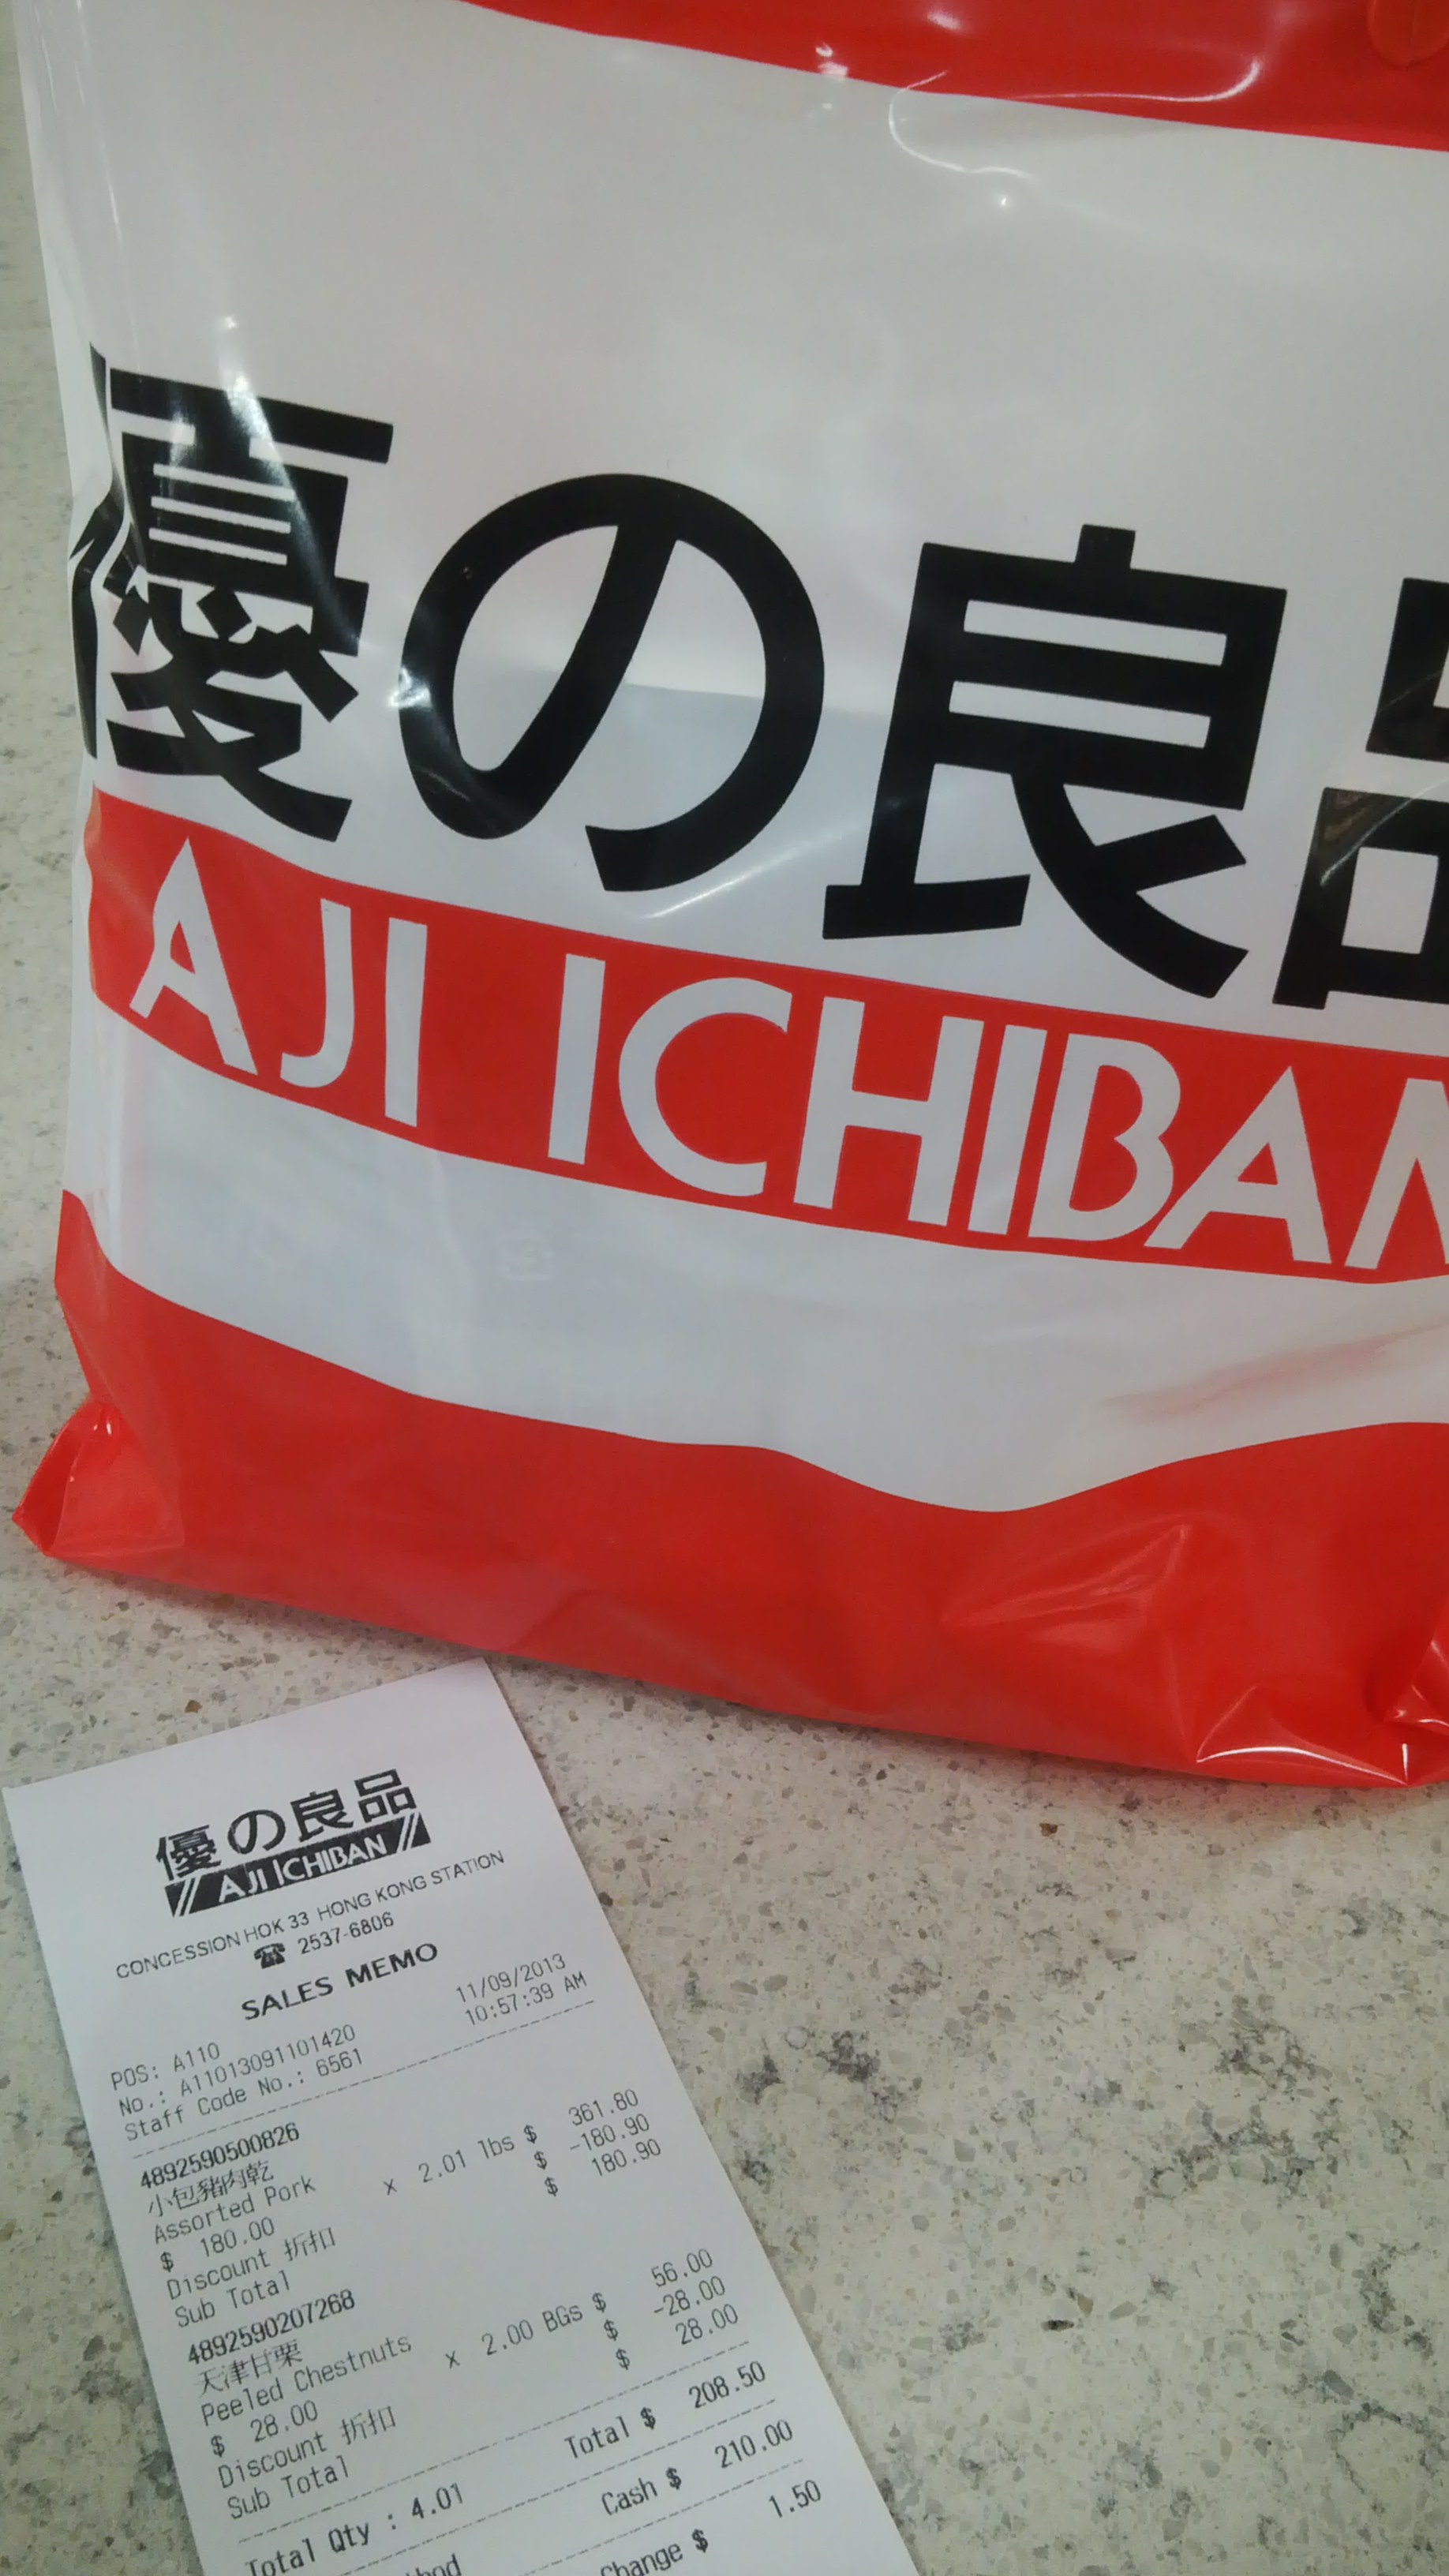 優の良品
AJI ICHIBAN
優の良品
AJI ICHIBAN
CONCESSION HOK 33 HONG KONG STATION
☎ 2537-6806
SALES MEMO
11/09/2013
POS: A110 10:57:39 AM
No.: A11013091101420
Staff Code No.: 6561
4892590500826
小包豬肉乾
Assorted Pork
$ 180.00 x 2.01 lbs $ 361.80
Discount 折扣 $ -180.90
Sub Total $ 180.90
4892590207268
天津甘栗
Peeled Chestnuts
$ 28.00 x 2.00 BGs $ 56.00
Discount 折扣 $ -28.00
Sub Total $ 28.00
Total Qty : 4.01 Total $ 208.50
Cash $ 210.00
Change $ 1.50